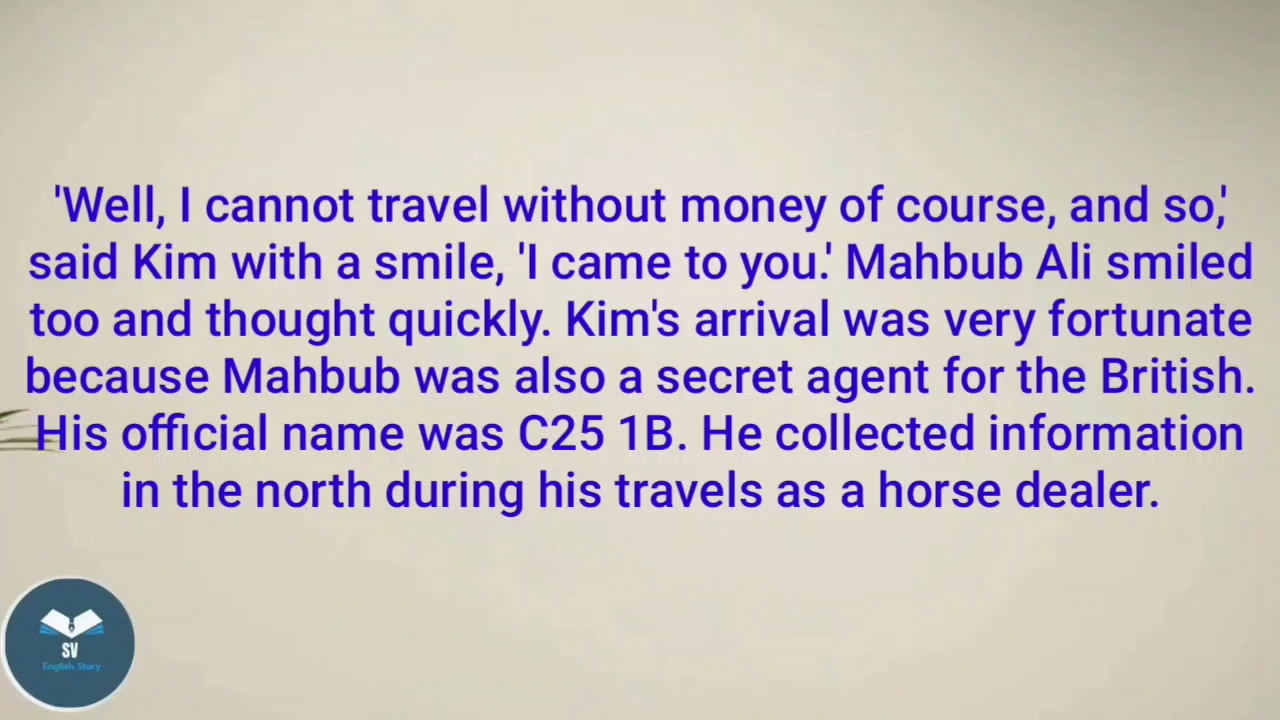 'Well, I cannot travel without money of course, and so,'
said Kim with a smile, 'I came to you.' Mahbub Ali smiled
too and thought quickly. Kim's arrival was very fortunate
because Mahbub was also a secret agent for the British.
His official name was C25 1B. He collected information
in the north during his travels as a horse dealer.
SV
English Story